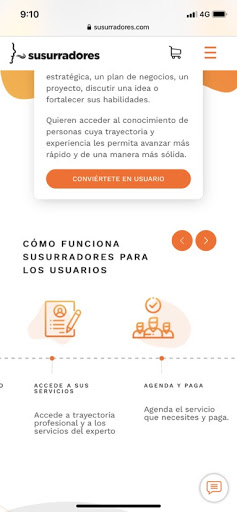 9:10
4G
susurradores.com
susurradores
estratégica, un plan de negocios, un
proyecto, discutir una idea o
fortalecer sus habilidades.
Quieren acceder al conocimiento de
personas cuya trayectoria y
experiencia les permita avanzar más
rápido y de una manera más sólida.
CONVIÉRTETE EN USUARIO
CÓMO FUNCIONA
SUSURRADORES PARA
LOS USUARIOS
O
ACCEDE A SUS
SERVICIOS
Accede a trayectoria
profesional y a los
servicios del experto
AGENDA Y PAGA
Agenda el servicio
que necesites y paga.